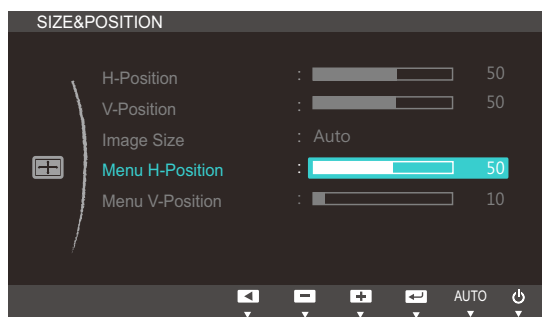 SIZE&POSITION
H-Position : 50
V-Position : 50
Image Size : Auto
Menu H-Position : 50
Menu V-Position : 10
AUTO